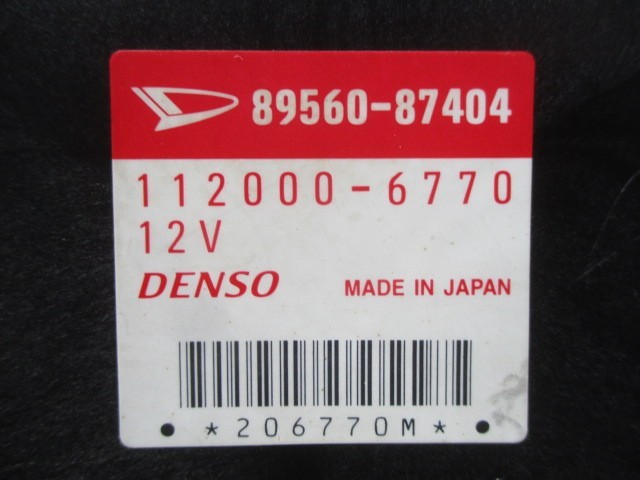 89560-87404
112000-6770
12V
DENSO MADE IN JAPAN
*206770M*